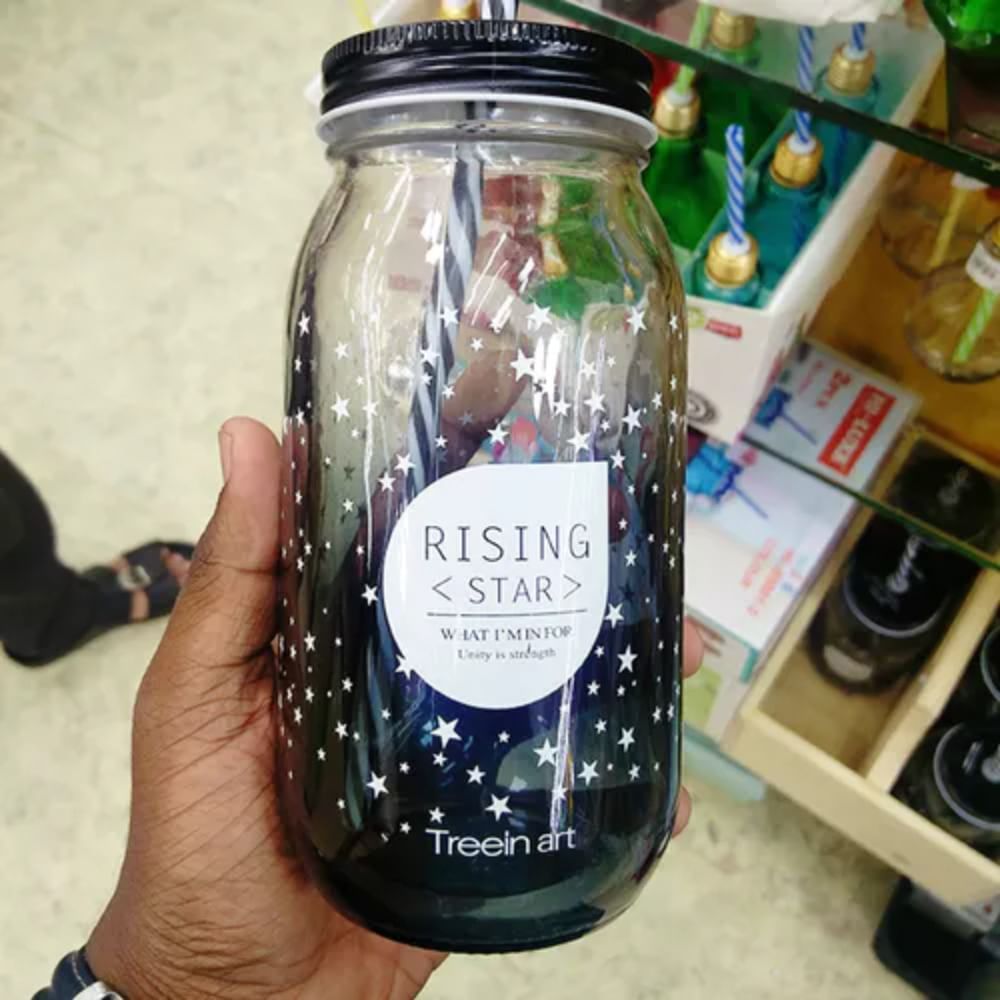 RISING
< STAR >
WHAT I'M IN FOR
Unity is strength
Treein art